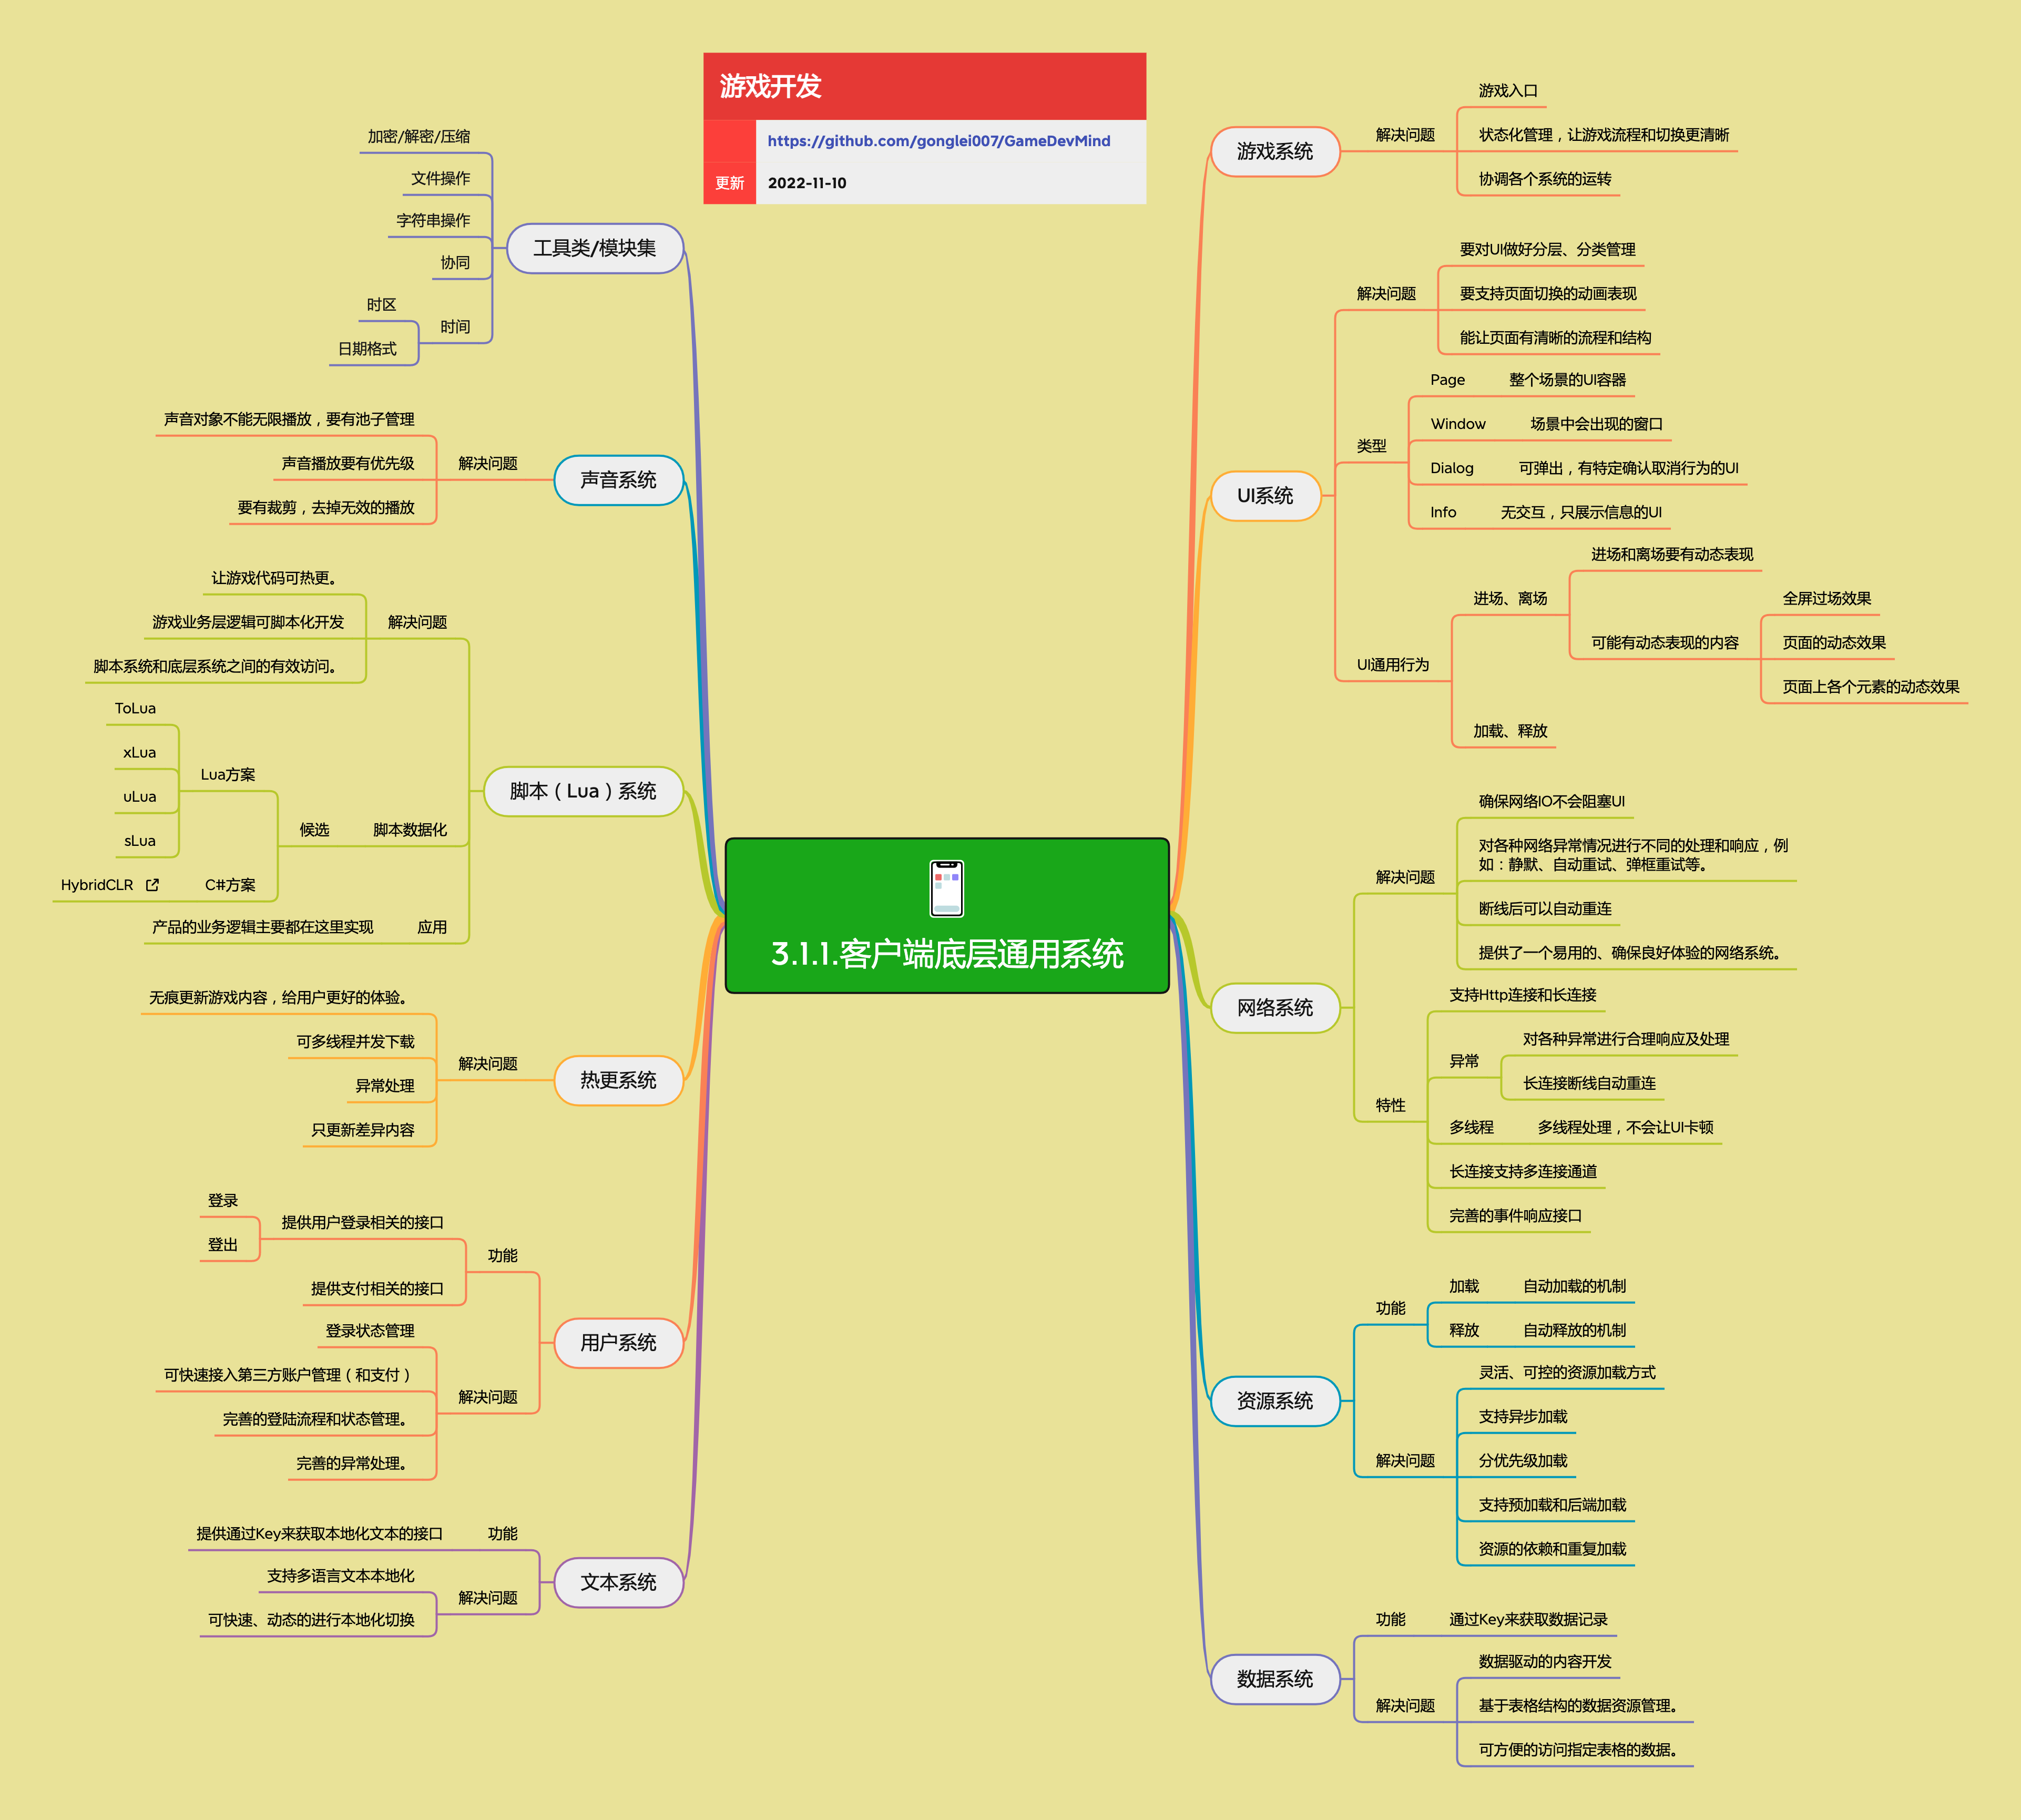 游戏开发
https://github.com/gonglei007/GameDevMind
更新
2022-11-10
3.1.1.客户端底层通用系统
游戏系统
解决问题
游戏入口
状态化管理，让游戏流程和切换更清晰
协调各个系统的运转
UI系统
解决问题
要对UI做好分层、分类管理
要支持页面切换的动画表现
能让页面有清晰的流程和结构
类型
Page
整个场景的UI容器
Window
场景中会出现的窗口
Dialog
可弹出，有特定确认取消行为的UI
Info
无交互，只展示信息的UI
UI通用行为
进场、离场
进场和离场要有动态表现
可能有动态表现的内容
全屏过场效果
页面的动态效果
页面上各个元素的动态效果
加载、释放
网络系统
解决问题
确保网络IO不会阻塞UI
对各种网络异常情况进行不同的处理和响应，例
如：静默、自动重试、弹框重试等。
断线后可以自动重连
提供了一个易用的、确保良好体验的网络系统。
特性
支持Http连接和长连接
异常
对各种异常进行合理响应及处理
长连接断线自动重连
多线程
多线程处理，不会让UI卡顿
长连接支持多连接通道
完善的事件响应接口
资源系统
功能
加载
自动加载的机制
释放
自动释放的机制
解决问题
灵活、可控的资源加载方式
支持异步加载
分优先级加载
支持预加载和后端加载
资源的依赖和重复加载
数据系统
功能
通过Key来获取数据记录
解决问题
数据驱动的内容开发
基于表格结构的数据资源管理。
可方便的访问指定表格的数据。
工具类/模块集
加密/解密/压缩
文件操作
字符串操作
协同
时间
时区
日期格式
声音系统
解决问题
声音对象不能无限播放，要有池子管理
声音播放要有优先级
要有裁剪，去掉无效的播放
脚本（Lua）系统
解决问题
让游戏代码可热更。
游戏业务层逻辑可脚本化开发
脚本系统和底层系统之间的有效访问。
脚本数据化
候选
Lua方案
ToLua
xLua
uLua
sLua
C#方案
HybridCLR
应用
产品的业务逻辑主要都在这里实现
热更系统
解决问题
无痕更新游戏内容，给用户更好的体验。
可多线程并发下载
异常处理
只更新差异内容
用户系统
功能
提供用户登录相关的接口
登录
登出
提供支付相关的接口
解决问题
登录状态管理
可快速接入第三方账户管理（和支付）
完善的登陆流程和状态管理。
完善的异常处理。
文本系统
功能
提供通过Key来获取本地化文本的接口
解决问题
支持多语言文本本地化
可快速、动态的进行本地化切换